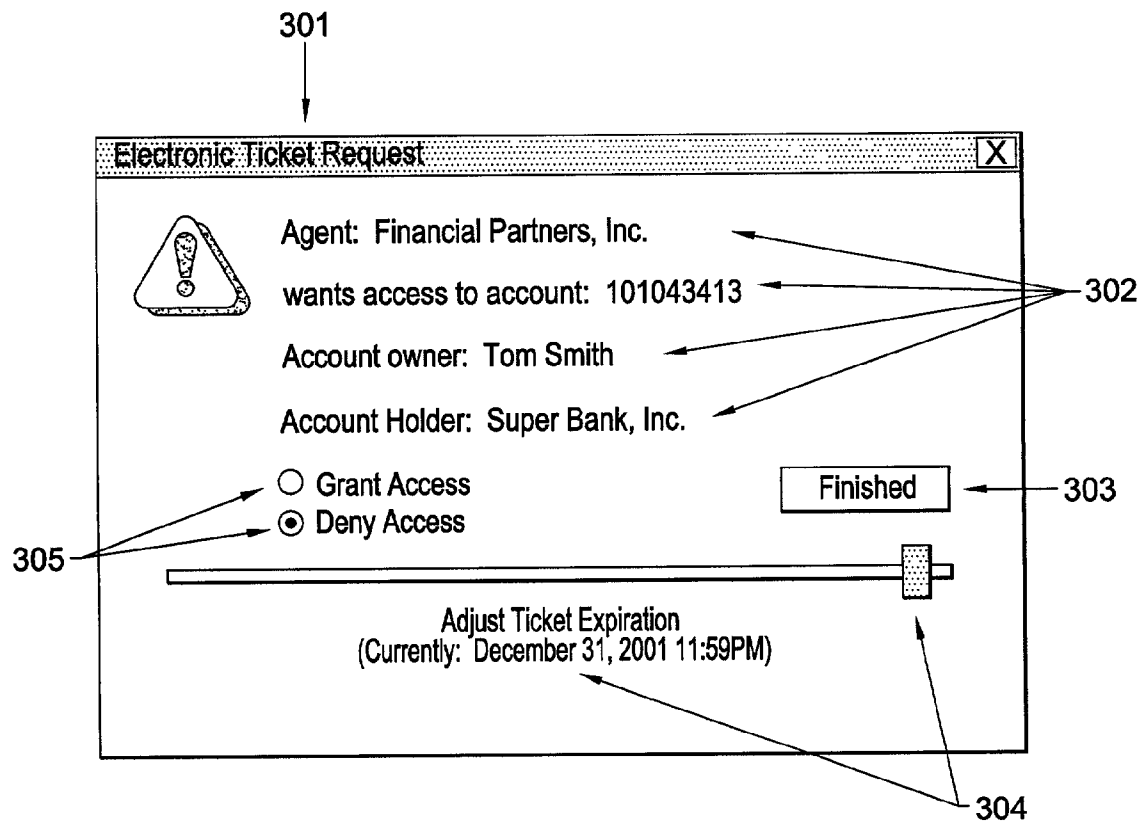 301
Electronic Ticket Request X
Agent: Financial Partners, Inc.
wants access to account: 101043413
302
Account owner: Tom Smith
Account Holder: Super Bank, Inc.
Grant Access
Finished
303
Deny Access
305
Adjust Ticket Expiration
(Currently: December 31, 2001 11:59PM)
304